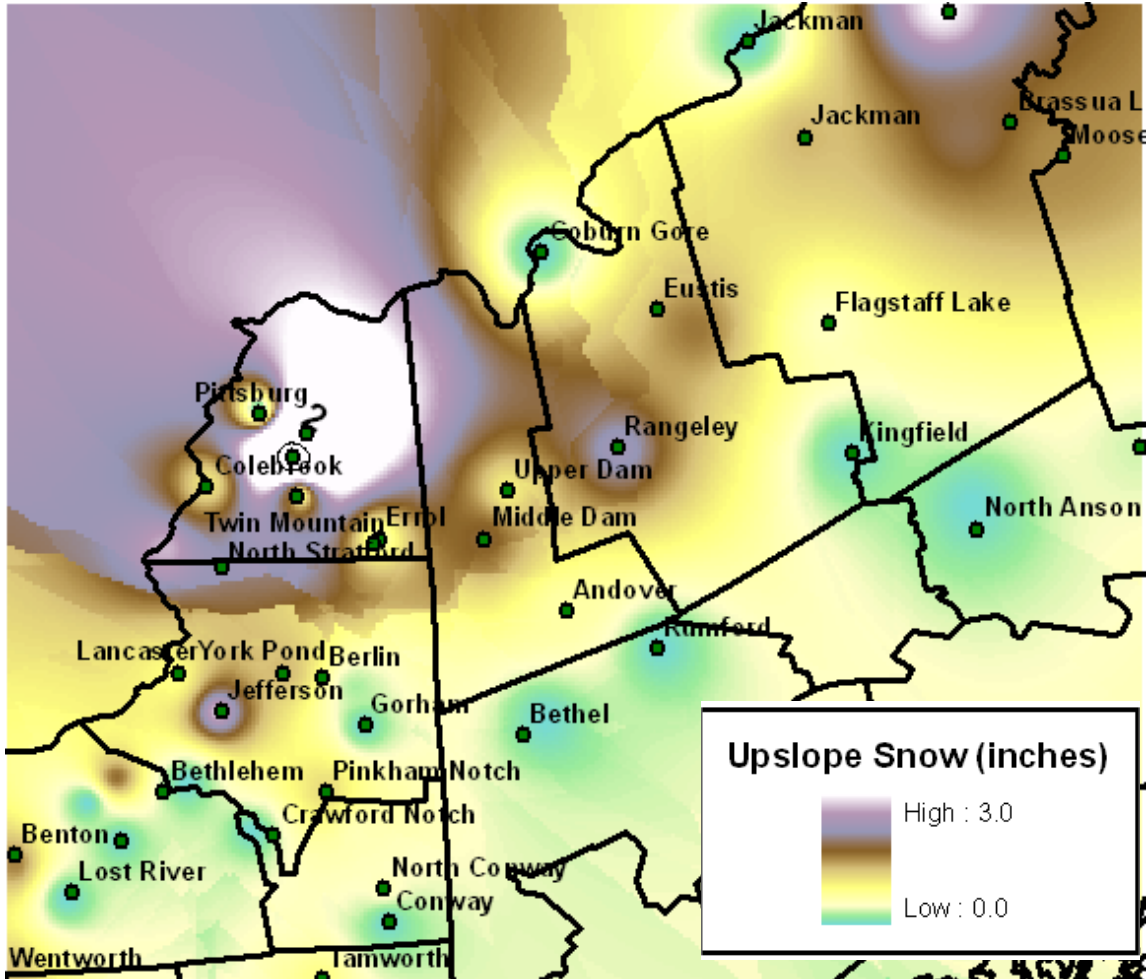 Jackman
Brassua L
Jackman
Moose
Coburn Gore
Eustis
Flagstaff Lake
Pittsburg
Rangeley
Kingfield
Colebrook
Upper Dam
North Anson
Twin Mountain
Errol
Middle Dam
North Stratford
Andover
Rumford
Lancaster
York Pond
Berlin
Jefferson
Gorham
Bethel
Upslope Snow (inches)
High : 3.0
Low : 0.0
Bethlehem
Pinkham Notch
Crawford Notch
Benton
Lost River
North Conway
Conway
Wentworth
Tamworth